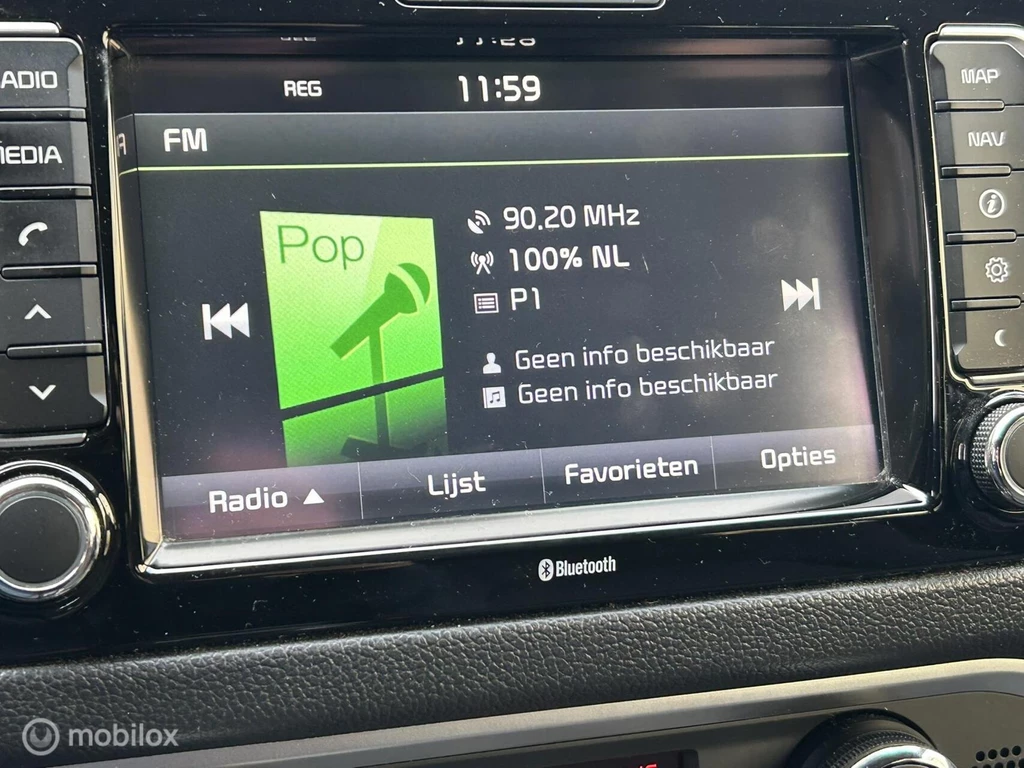 REG 11:59
RADIO
MAP
FM
MEDIA
NAV
Pop
90.20 MHz
100% NL
P1
Geen info beschikbaar
Geen info beschikbaar
Radio ▲ Lijst Favorieten Opties
Bluetooth
mobilox